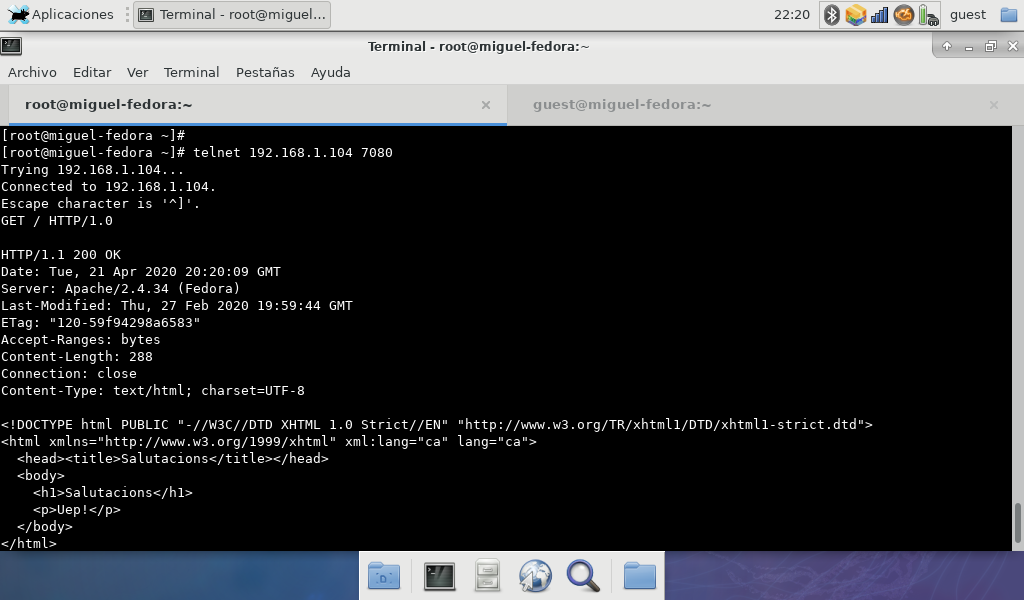 Aplicaciones
Terminal - root@miguel...
22:20
guest
Terminal - root@miguel-fedora:~
Archivo Editar Ver Terminal Pestañas Ayuda
root@miguel-fedora:~
guest@miguel-fedora:~
[root@miguel-fedora ~]#
[root@miguel-fedora ~]# telnet 192.168.1.104 7080
Trying 192.168.1.104...
Connected to 192.168.1.104.
Escape character is '^]'.
GET / HTTP/1.0
HTTP/1.1 200 OK
Date: Tue, 21 Apr 2020 20:20:09 GMT
Server: Apache/2.4.34 (Fedora)
Last-Modified: Thu, 27 Feb 2020 19:59:44 GMT
ETag: "120-59f94298a6583"
Accept-Ranges: bytes
Content-Length: 288
Connection: close
Content-Type: text/html; charset=UTF-8
<!DOCTYPE html PUBLIC "-//W3C//DTD XHTML 1.0 Strict//EN" "http://www.w3.org/TR/xhtml1/DTD/xhtml1-strict.dtd">
<html xmlns="http://www.w3.org/1999/xhtml" xml:lang="ca" lang="ca">
  <head><title>Salutacions</title></head>
  <body>
    <h1>Salutacions</h1>
    <p>Uep!</p>
  </body>
</html>